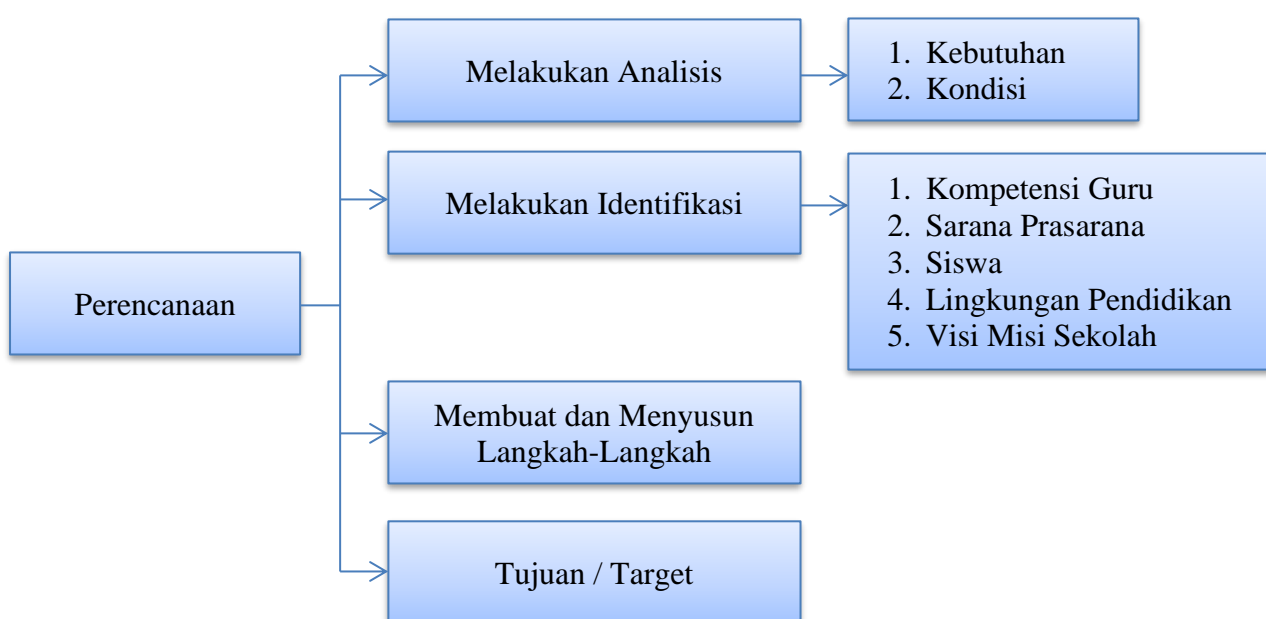 Melakukan Analisis
1. Kebutuhan
2. Kondisi
Melakukan Identifikasi
1. Kompetensi Guru
2. Sarana Prasarana
3. Siswa
4. Lingkungan Pendidikan
5. Visi Misi Sekolah
Perencanaan
Membuat dan Menyusun
Langkah-Langkah
Tujuan / Target